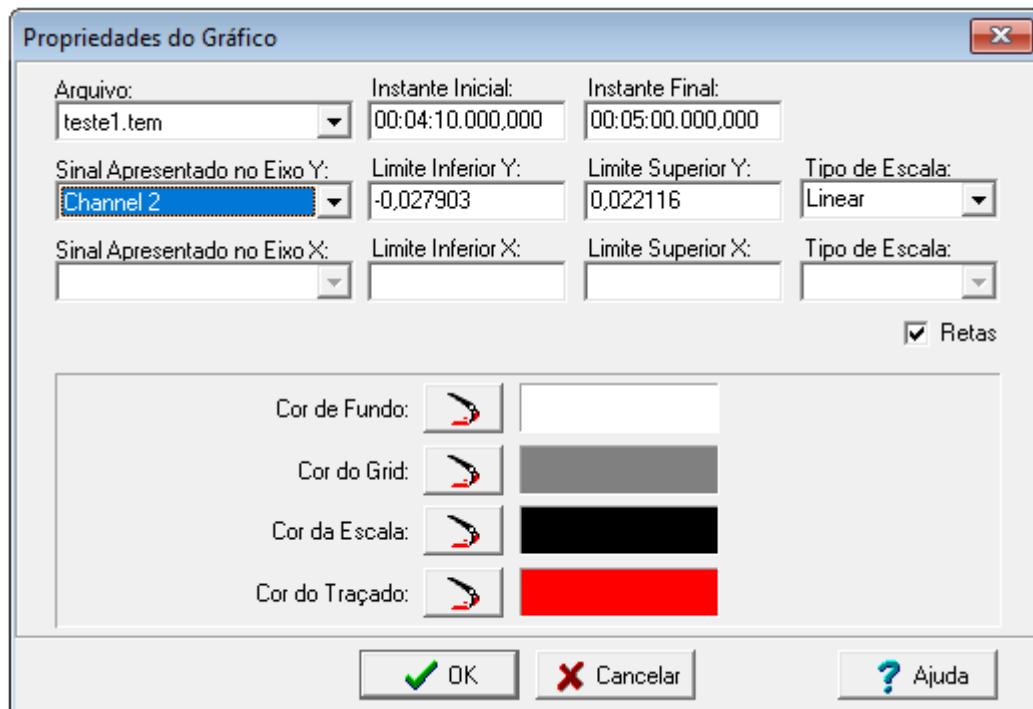 Propriedades do Gráfico
Arquivo: Instante Inicial: Instante Final:
teste1.tem 00:04:10.000,000 00:05:00.000,000
Sinal Apresentado no Eixo Y: Limite Inferior Y: Limite Superior Y: Tipo de Escala:
Channel 2 -0,027903 0,022116 Linear
Sinal Apresentado no Eixo X: Limite Inferior X: Limite Superior X: Tipo de Escala:
Retas
Cor de Fundo:
Cor do Grid:
Cor da Escala:
Cor do Traçado:
OK Cancelar Ajuda